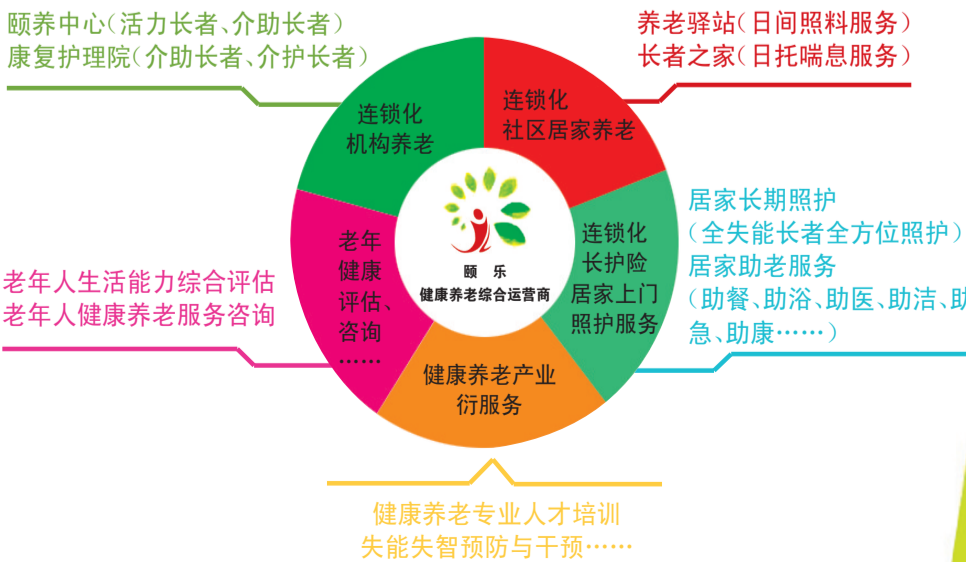 颐养中心(活力长者、介助长者)
康复护理院(介助长者、介护长者)
养老驿站(日间照料服务)
长者之家(日托喘息服务)
连锁化
机构养老
连锁化
社区居家养老
老年
健康
评估、
咨询
……
颐 乐
健康养老综合运营商
连锁化
长护险
居家上门
照护服务
健康养老产业
衍服务
居家长期照护
(全失能长者全方位照护)
居家助老服务
(助餐、助浴、助医、助洁、助
急、助康……)
老年人生活能力综合评估
老年人健康养老服务咨询
健康养老专业人才培训
失能失智预防与干预……